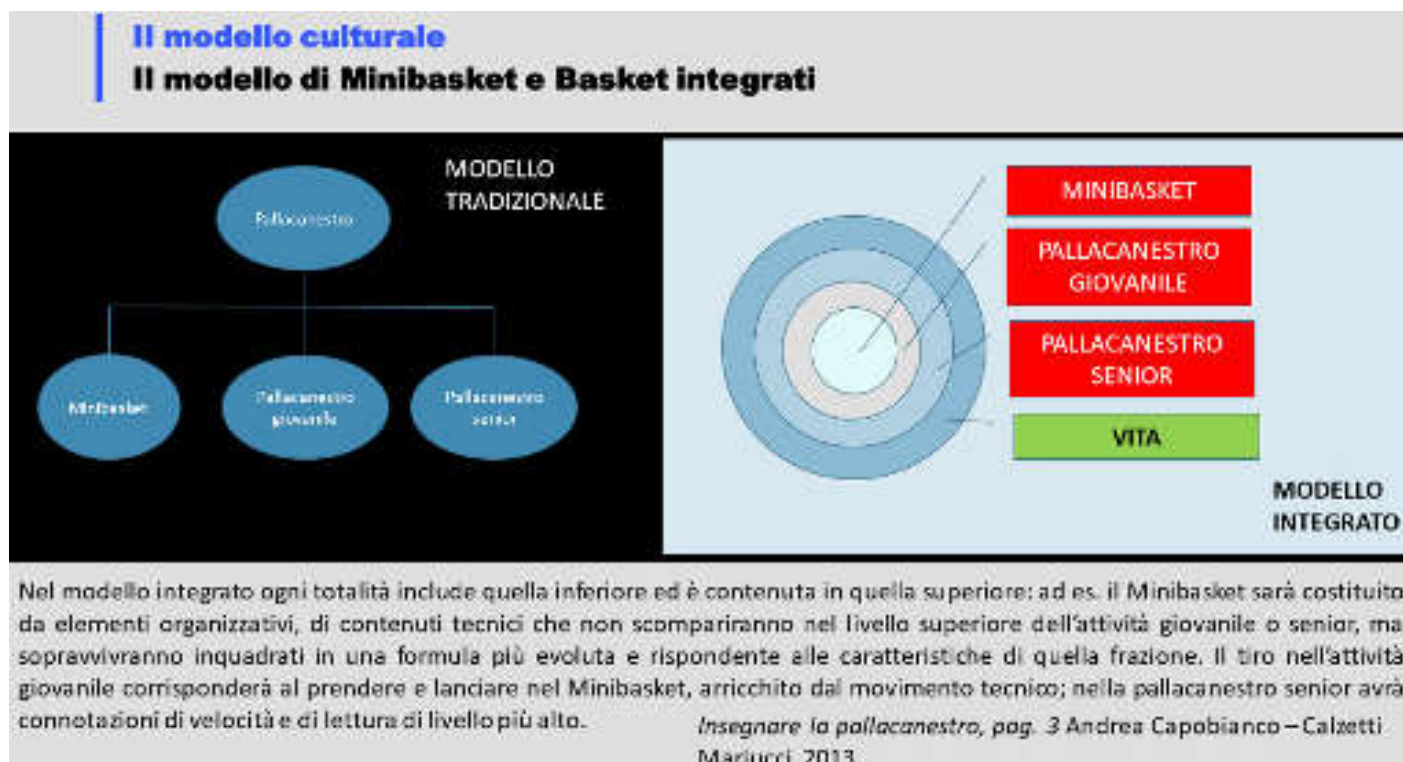 Il modello culturale
Il modello di Minibasket e Basket integrati
MODELLO
TRADIZIONALE
Pallacanestro
Minibasket
Pallacanestro
giovanile
Pallacanestro
senior
MINIBASKET
PALLACANESTRO
GIOVANILE
PALLACANESTRO
SENIOR
VITA
MODELLO
INTEGRATO
Nel modello integrato ogni totalità include quella inferiore ed è contenuta in quella superiore: ad es. il Minibasket sarà costituito
da elementi organizzativi, di contenuti tecnici che non scompariranno nel livello superiore dell'attività giovanile o senior, ma
sopravvivranno inquadrati in una formula più evoluta e rispondente alle caratteristiche di quella frazione. Il tiro nell'attività
giovanile corrisponderà al prendere e lanciare nel Minibasket, arricchito dal movimento tecnico; nella pallacanestro senior avrà
connotazioni di velocità e di lettura di livello più alto.
Insegnare la pallacanestro, pag. 3 Andrea Capobianco – Calzetti
Mariucci, 2013